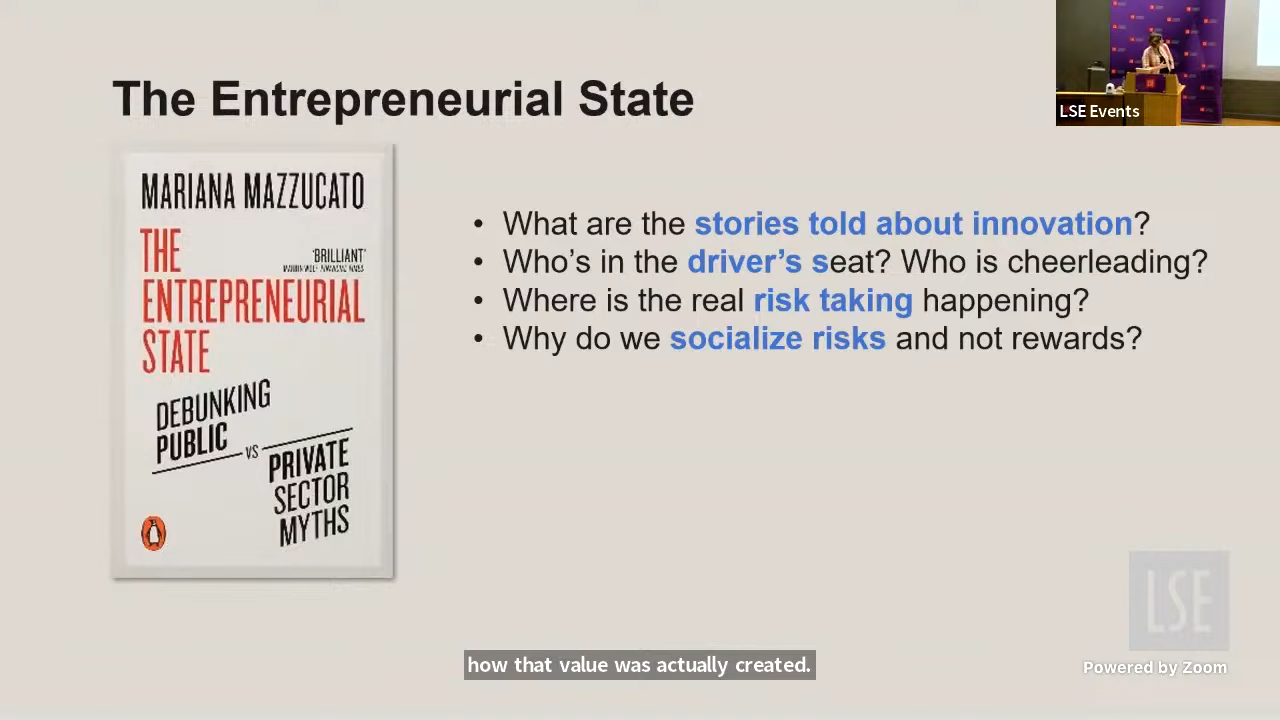 The Entrepreneurial State
LSE Events
MARIANA MAZZUCATO
THE
'BRILLIANT'
ENTREPRENEURIAL
STATE
DEBUNKING
PUBLIC
VS
PRIVATE
SECTOR
MYTHS
• What are the stories told about innovation?
• Who's in the driver's seat? Who is cheerleading?
• Where is the real risk taking happening?
• Why do we socialize risks and not rewards?
LSE
how that value was actually created.
Powered by Zoom